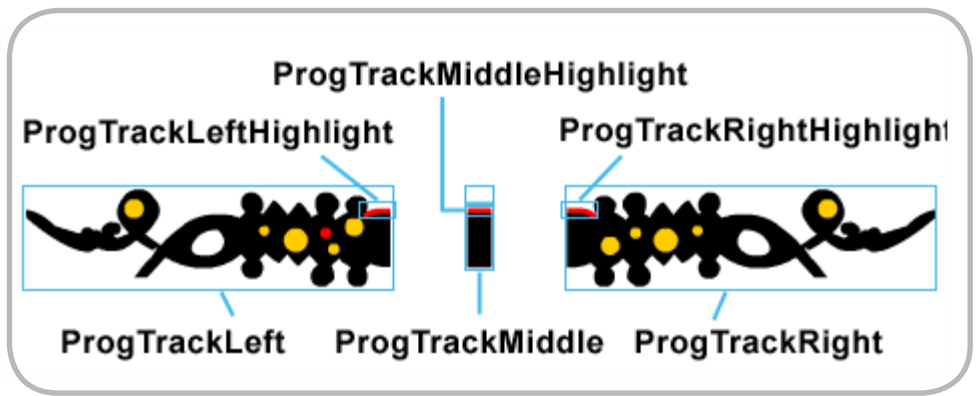 ProgTrackMiddleHighlight
ProgTrackLeftHighlight
ProgTrackRightHighlight
ProgTrackLeft
ProgTrackMiddle
ProgTrackRight